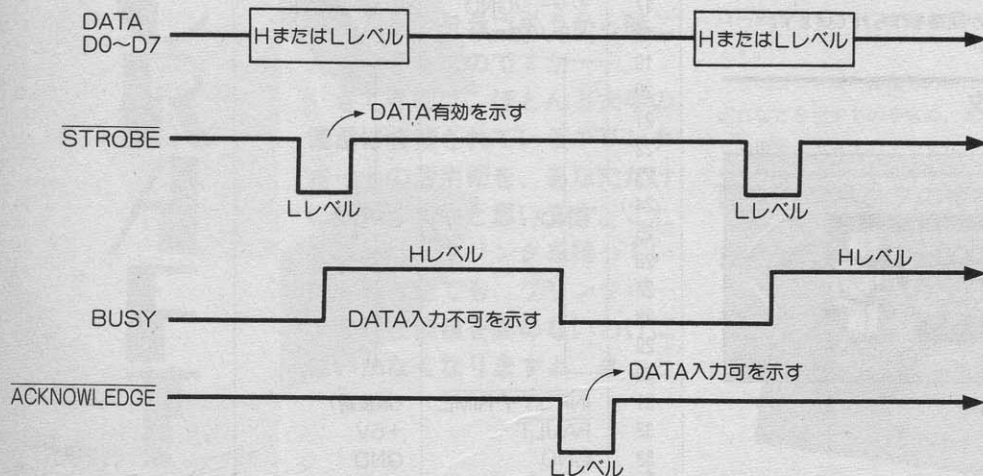 DATA
D0〜D7
HまたはLレベル
HまたはLレベル
DATA有効を示す
STROBE
Lレベル
Lレベル
Hレベル
Hレベル
BUSY
DATA入力不可を示す
DATA入力可を示す
ACKNOWLEDGE
Lレベル
+5V
GND